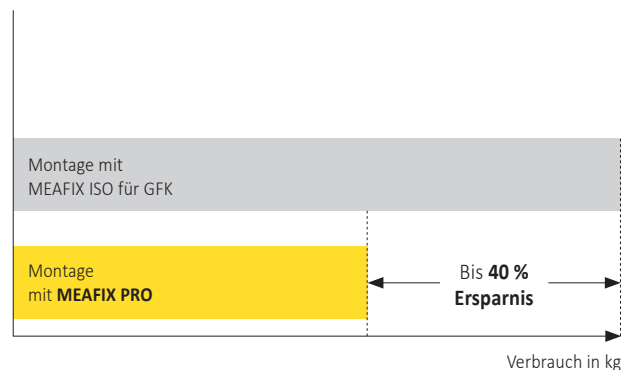 Montage mit
MEAFIX ISO für GFK
Montage
mit MEAFIX PRO
Bis 40 %
Ersparnis
Verbrauch in kg